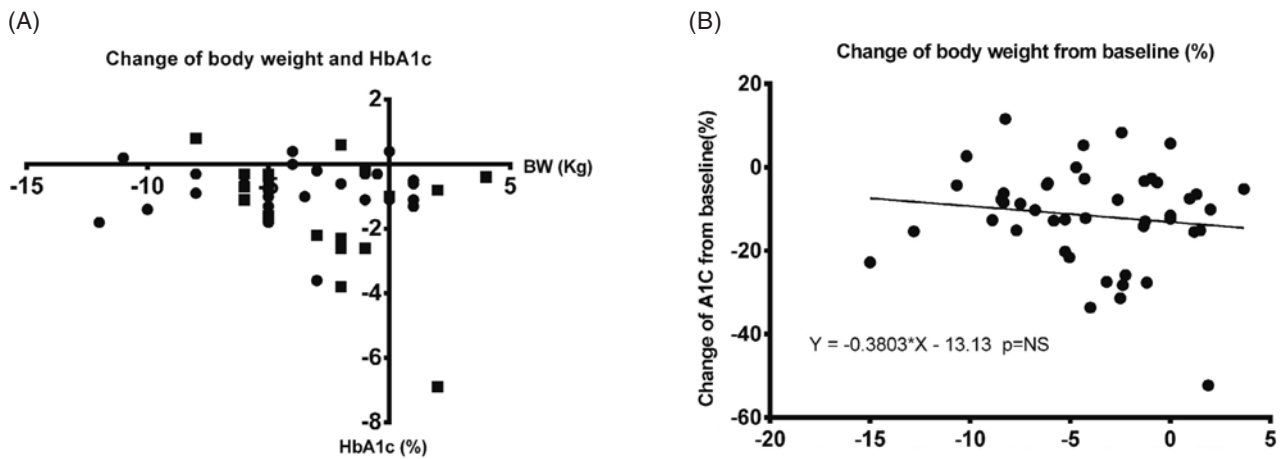 (A)
Change of body weight and HbA1c
2
BW (Kg)
-15
-10
5
-2
-4
-6
-8
HbA1c (%)
(B)
Change of body weight from baseline (%)
Change of A1C from baseline(%)
20
0
-20
-40
-60
Y = -0.3803*X - 13.13 p=NS
-20
-15
-10
-5
0
5